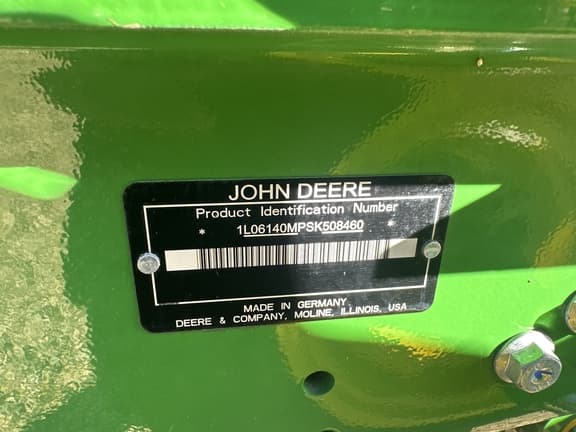 JOHN DEERE
Product Identification Number
* 1L06140MPSK508460 *
MADE IN GERMANY
DEERE & COMPANY, MOLINE, ILLINOIS, USA